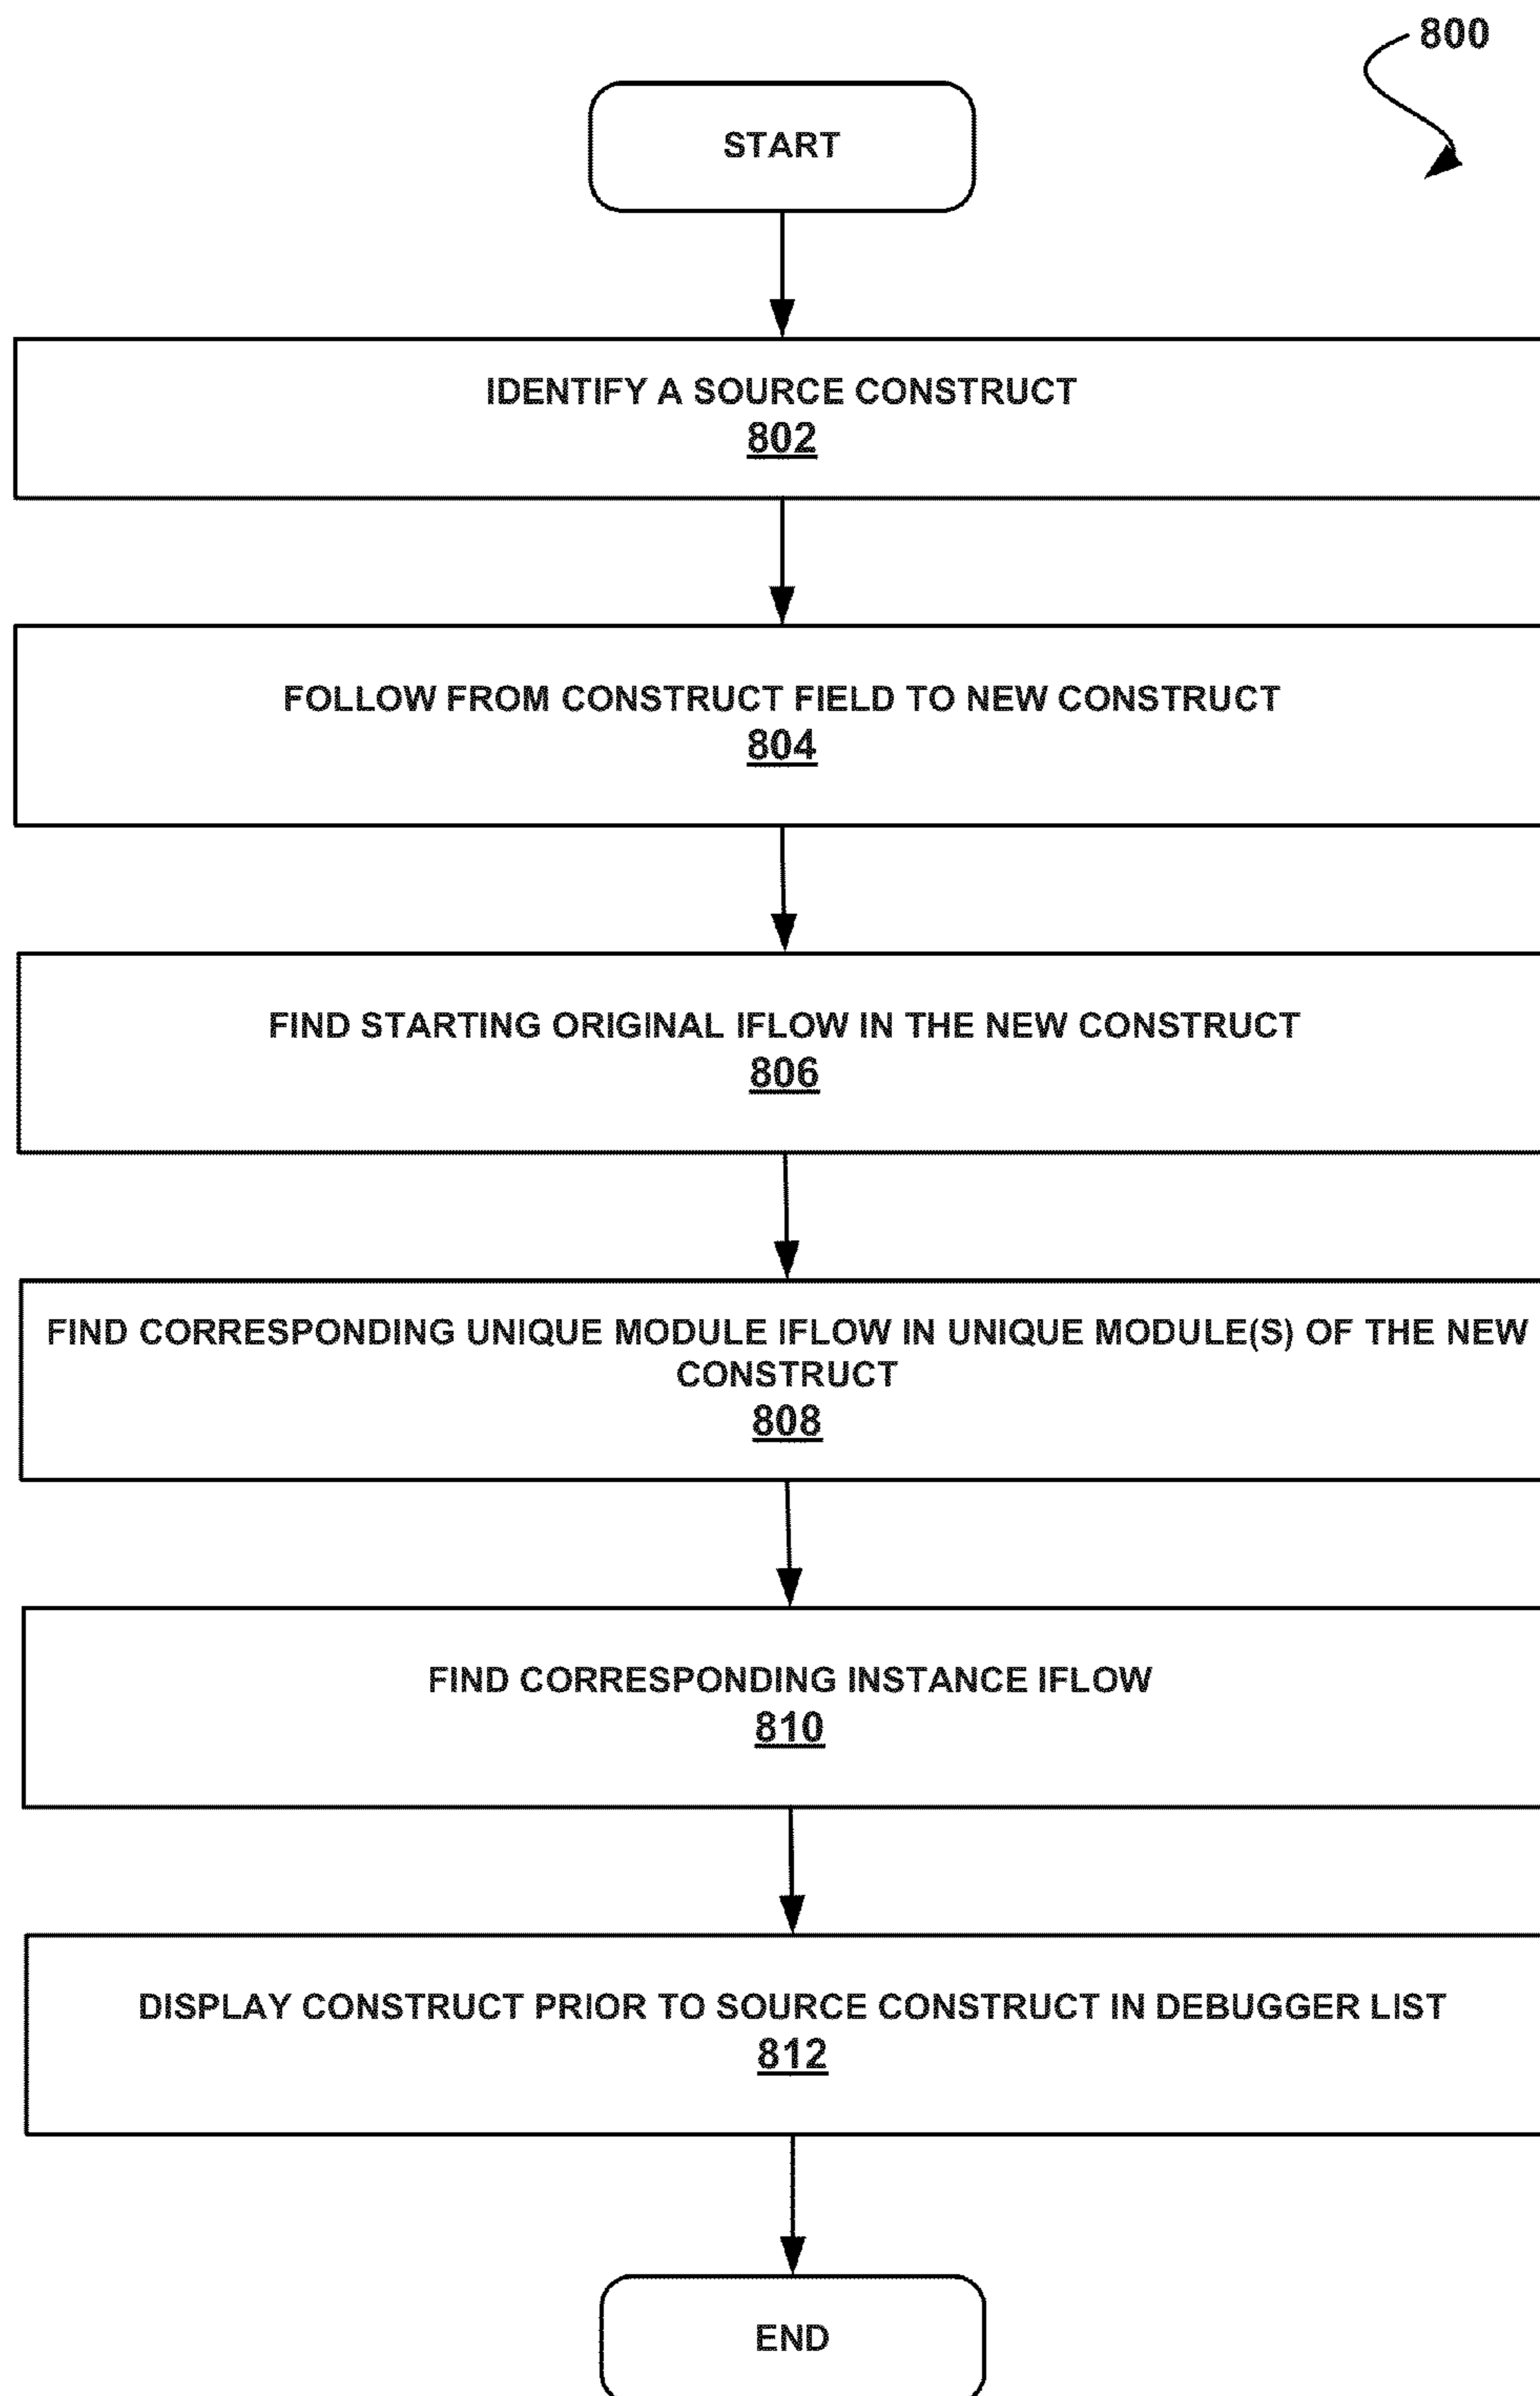 800
START
IDENTIFY A SOURCE CONSTRUCT
802
FOLLOW FROM CONSTRUCT FIELD TO NEW CONSTRUCT
804
FIND STARTING ORIGINAL IFLOW IN THE NEW CONSTRUCT
806
FIND CORRESPONDING UNIQUE MODULE IFLOW IN UNIQUE MODULE(S) OF THE NEW
CONSTRUCT
808
FIND CORRESPONDING INSTANCE IFLOW
810
DISPLAY CONSTRUCT PRIOR TO SOURCE CONSTRUCT IN DEBUGGER LIST
812
END